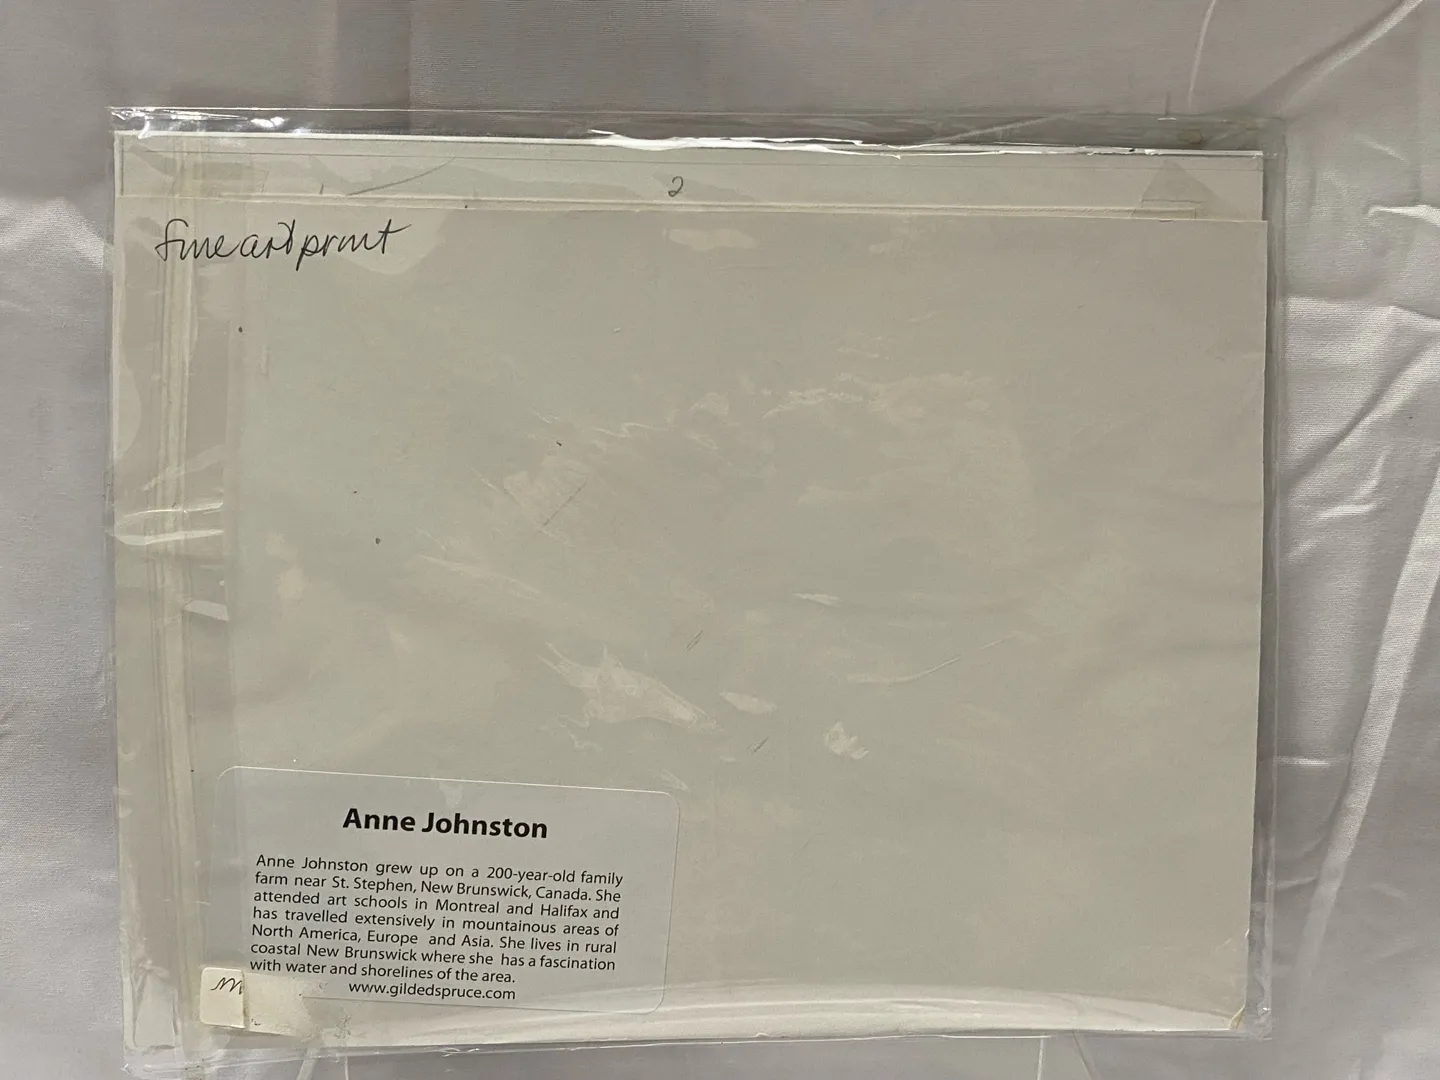 2
fine art print
Anne Johnston
Anne Johnston grew up on a 200-year-old family
farm near St. Stephen, New Brunswick, Canada. She
attended art schools in Montreal and Halifax and
has travelled extensively in mountainous areas of
North America, Europe and Asia. She lives in rural
coastal New Brunswick where she has a fascination
with water and shorelines of the area.
www.gildedspruce.com